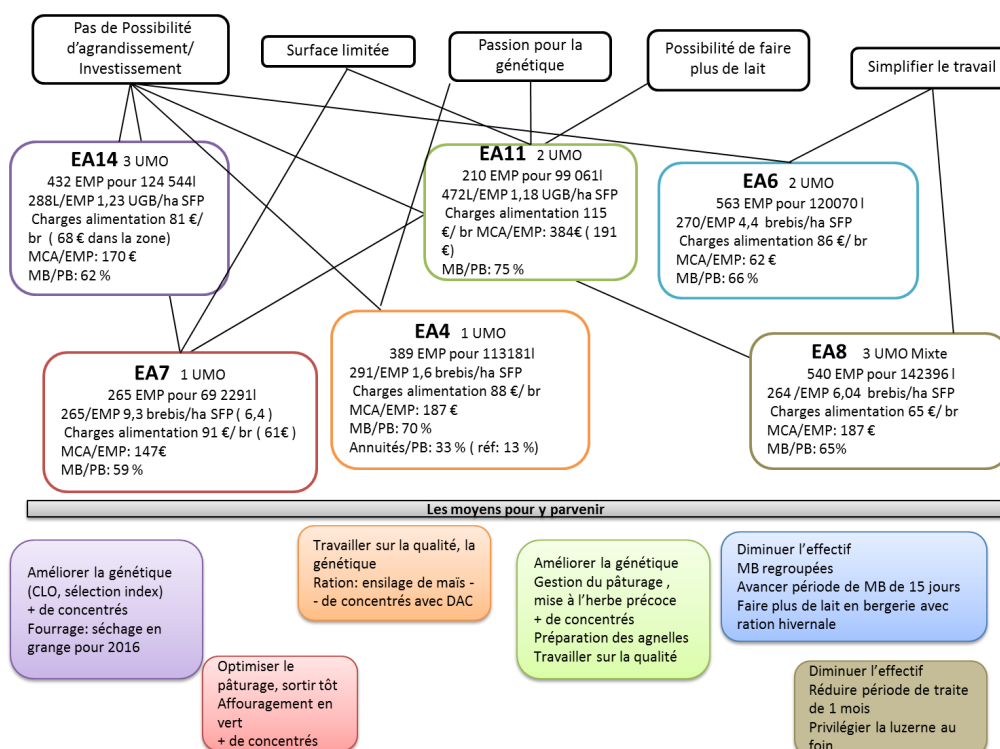 Pas de Possibilité
d'agrandissement/
Investissement
Surface limitée
Passion pour la
génétique
Possibilité de faire
plus de lait
Simplifier le travail
EA14 3 UMO
432 EMP pour 124 544l
288L/EMP 1,23 UGB/ha SFP
Charges alimentation 81 €/
br ( 68 € dans la zone)
MCA/EMP: 170 €
MB/PB: 62 %
EA11 2 UMO
210 EMP pour 99 061l
472L/EMP 1,18 UGB/ha SFP
Charges alimentation 115
€/ br MCA/EMP: 384€ ( 191
€)
MB/PB: 75 %
EA6 2 UMO
563 EMP pour 120070 l
270/EMP 4,4 brebis/ha SFP
Charges alimentation 86 €/ br
MCA/EMP: 62 €
MB/PB: 66 %
EA7 1 UMO
265 EMP pour 69 2291l
265/EMP 9,3 brebis/ha SFP ( 6,4 )
Charges alimentation 91 €/ br ( 61€ )
MCA/EMP: 147€
MB/PB: 59 %
EA4 1 UMO
389 EMP pour 113181l
291/EMP 1,6 brebis/ha SFP
Charges alimentation 88 €/ br
MCA/EMP: 187 €
MB/PB: 70 %
Annuités/PB: 33 % ( réf: 13 %)
EA8 3 UMO Mixte
540 EMP pour 142396 l
264 /EMP 6,04 brebis/ha SFP
Charges alimentation 65 €/ br
MCA/EMP: 187 €
MB/PB: 65%
Les moyens pour y parvenir
Améliorer la génétique
(CLO, sélection index)
+ de concentrés
Fourrage: séchage en
grange pour 2016
Optimiser le
pâturage, sortir tôt
Affouragement en
vert
+ de concentrés
Travailler sur la qualité, la
génétique
Ration: ensilage de maïs -
- de concentrés avec DAC
Améliorer la génétique
Gestion du pâturage ,
mise à l'herbe précoce
+ de concentrés
Préparation des agnelles
Travailler sur la qualité
Diminuer l'effectif
MB regroupées
Avancer période de MB de 15 jours
Faire plus de lait en bergerie avec
ration hivernale
Diminuer l'effectif
Réduire période de traite
de 1 mois
Privilégier la luzerne au
foin